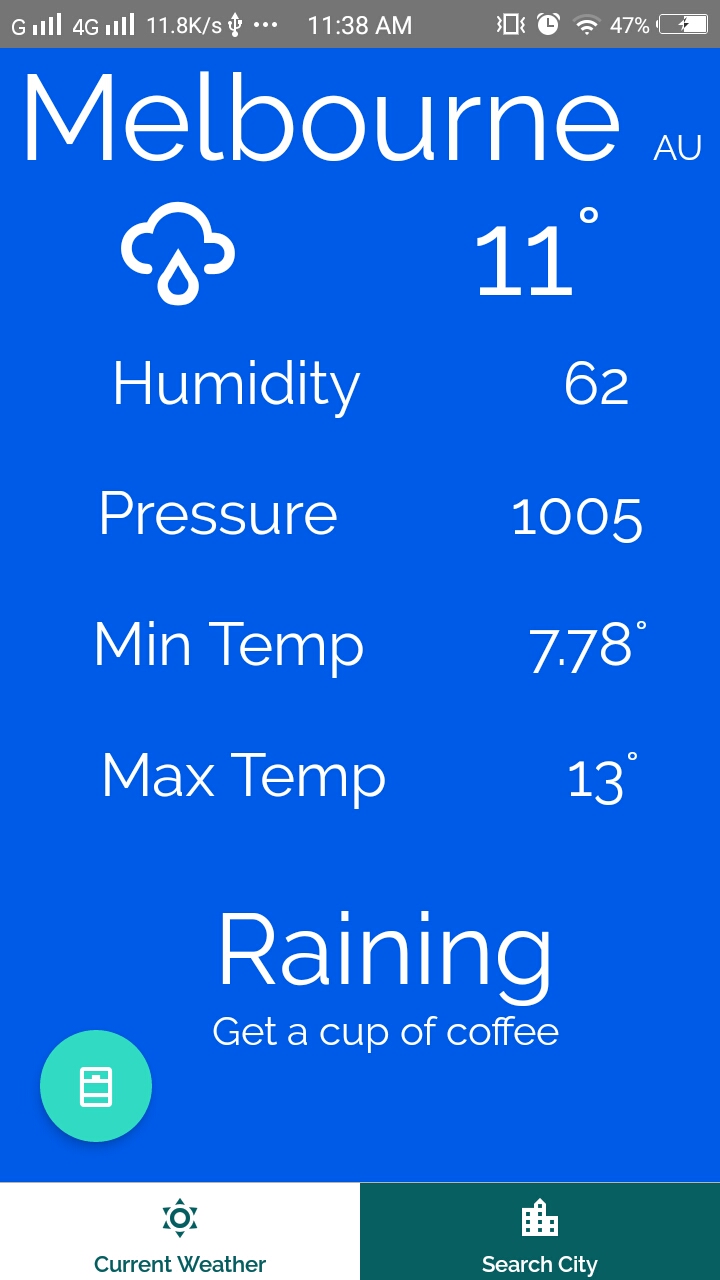 G 4G 11.8K/s ••• 11:38 AM 47%
Melbourne AU
11°
Humidity 62
Pressure 1005
Min Temp 7.78°
Max Temp 13°
Raining
Get a cup of coffee
Current Weather Search City